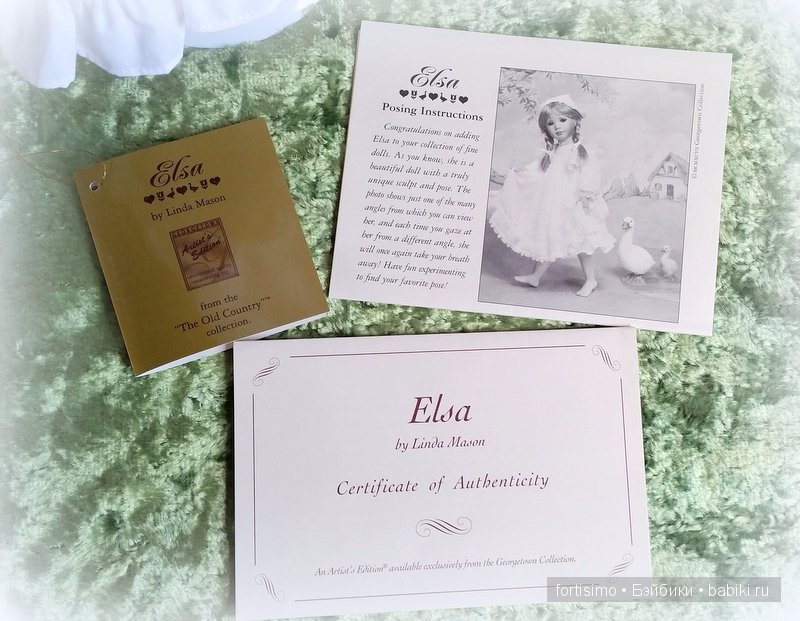 Elsa
by Linda Mason
GEORGETOWN
Artist's
Edition
from the
"The Old Country"™
collection.
Elsa
Posing Instructions
Congratulations on adding
Elsa to your collection of fine
dolls. As you know, she is a
beautiful doll with a truly
unique sculpt and pose. The
photo shows just one of the many
angles from which you can view
her, and each time you gaze at
her from a different angle, she
will once again take your breath
away! Have fun experimenting
to find your favorite pose!
© MCMXCVII Georgetown Collection
Elsa
by Linda Mason
Certificate of Authenticity
An Artist's Edition® available exclusively from the Georgetown Collection.
fortisimo • Бэйбики • babiki.ru